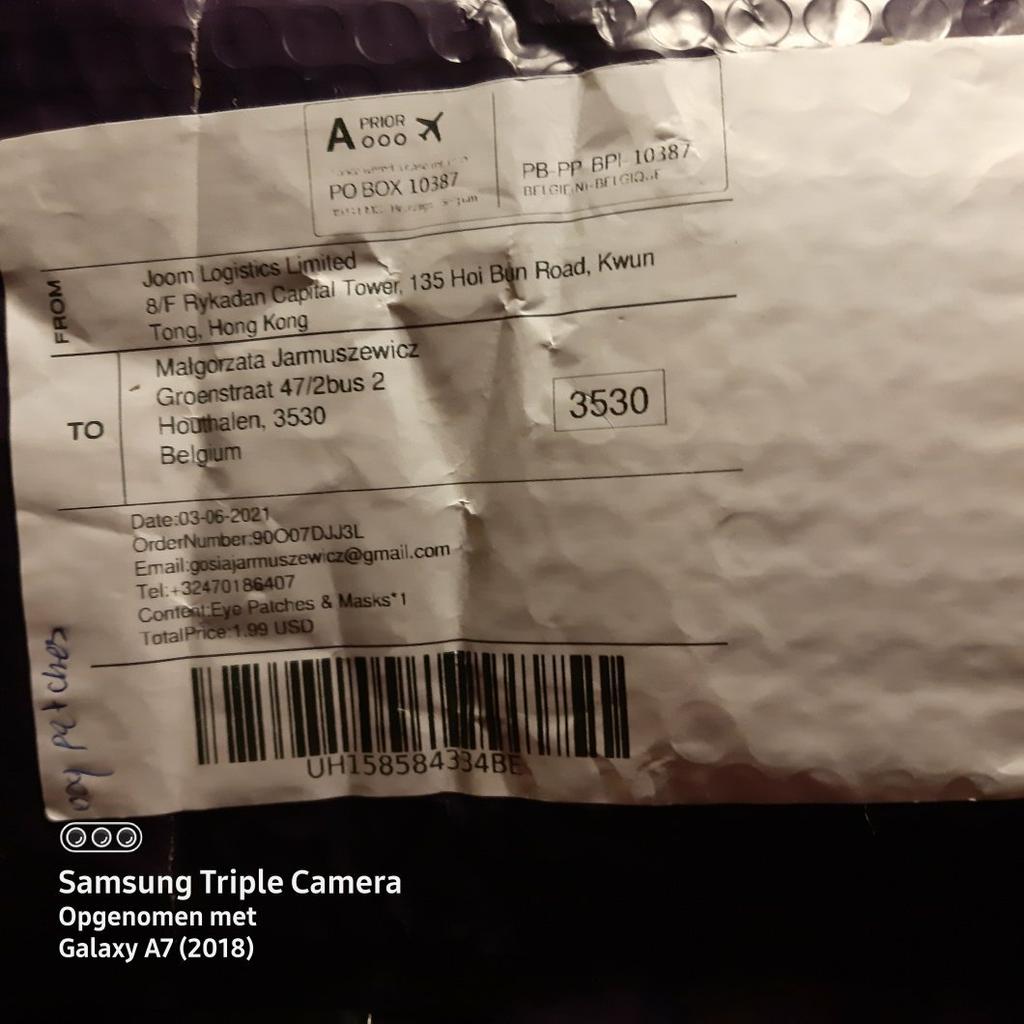 A PRIOR
PO BOX 10387
PB-PP BPI-10387
BELGIE(N)-BELGIQUE
FROM
Joom Logistics Limited
8/F Rykadan Capital Tower, 135 Hoi Bun Road, Kwun
Tong, Hong Kong
TO
Małgorzata Jarmuszewicz
Groenstraat 47/2bus 2
Houthalen, 3530
Belgium
3530
Date:03-06-2021
OrderNumber:90O07DJJ3L
Email:gosiajarmuszewicz@gmail.com
Tel:+32470186407
Content:Eye Patches & Masks*1
TotalPrice:1.99 USD
patches
UH158584334BE
Samsung Triple Camera
Opgenomen met
Galaxy A7 (2018)